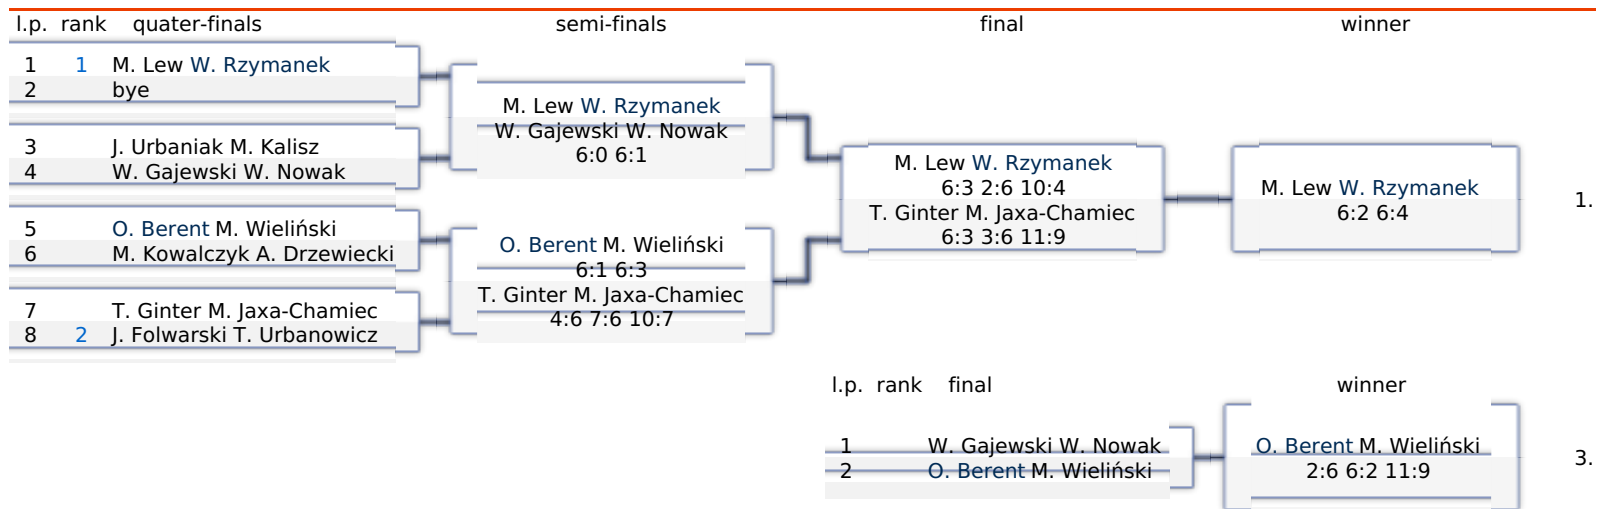 l.p. rank quater-finals semi-finals final winner
1 1 M. Lew W. Rzymanek
2 bye
3 J. Urbaniak M. Kalisz
4 W. Gajewski W. Nowak
5 O. Berent M. Wieliński
6 M. Kowalczyk A. Drzewiecki
7 T. Ginter M. Jaxa-Chamiec
8 2 J. Folwarski T. Urbanowicz
M. Lew W. Rzymanek
W. Gajewski W. Nowak
6:0 6:1
O. Berent M. Wieliński
6:1 6:3
T. Ginter M. Jaxa-Chamiec
4:6 7:6 10:7
M. Lew W. Rzymanek
6:3 2:6 10:4
T. Ginter M. Jaxa-Chamiec
6:3 3:6 11:9
M. Lew W. Rzymanek
6:2 6:4
1.
l.p. rank final winner
1 W. Gajewski W. Nowak
2 O. Berent M. Wieliński
O. Berent M. Wieliński
2:6 6:2 11:9
3.